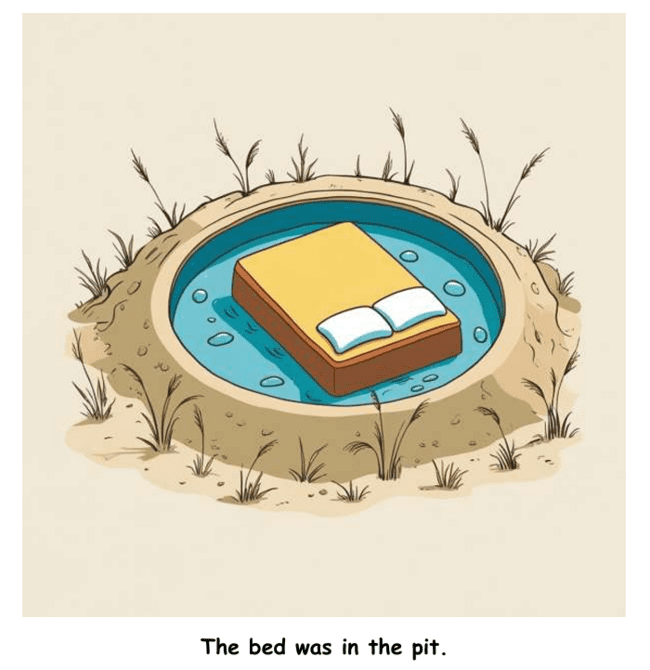 The bed was in the pit.